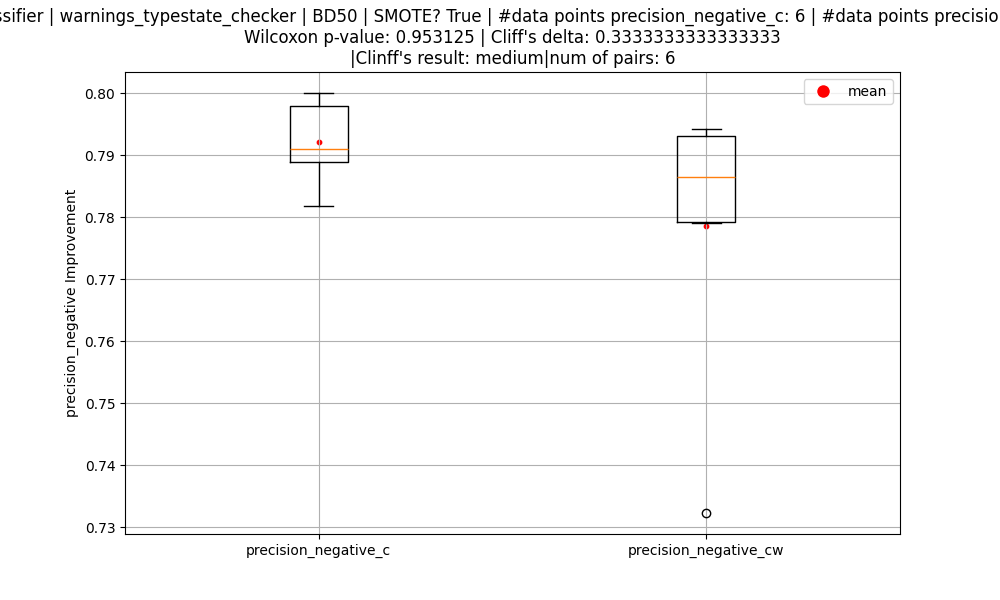 | warnings_typestate_checker | BD50 | SMOTE? True | #data points precision_negative_c: 6 | #data points
Wilcoxon p-value: 0.953125 | Cliff's delta: 0.3333333333333333
|Clinff's result: medium|num of pairs: 6
mean
0.80
0.79
0.78
0.77
0.76
0.75
0.74
0.73
precision_negative Improvement
precision_negative_c
precision_negative_cw